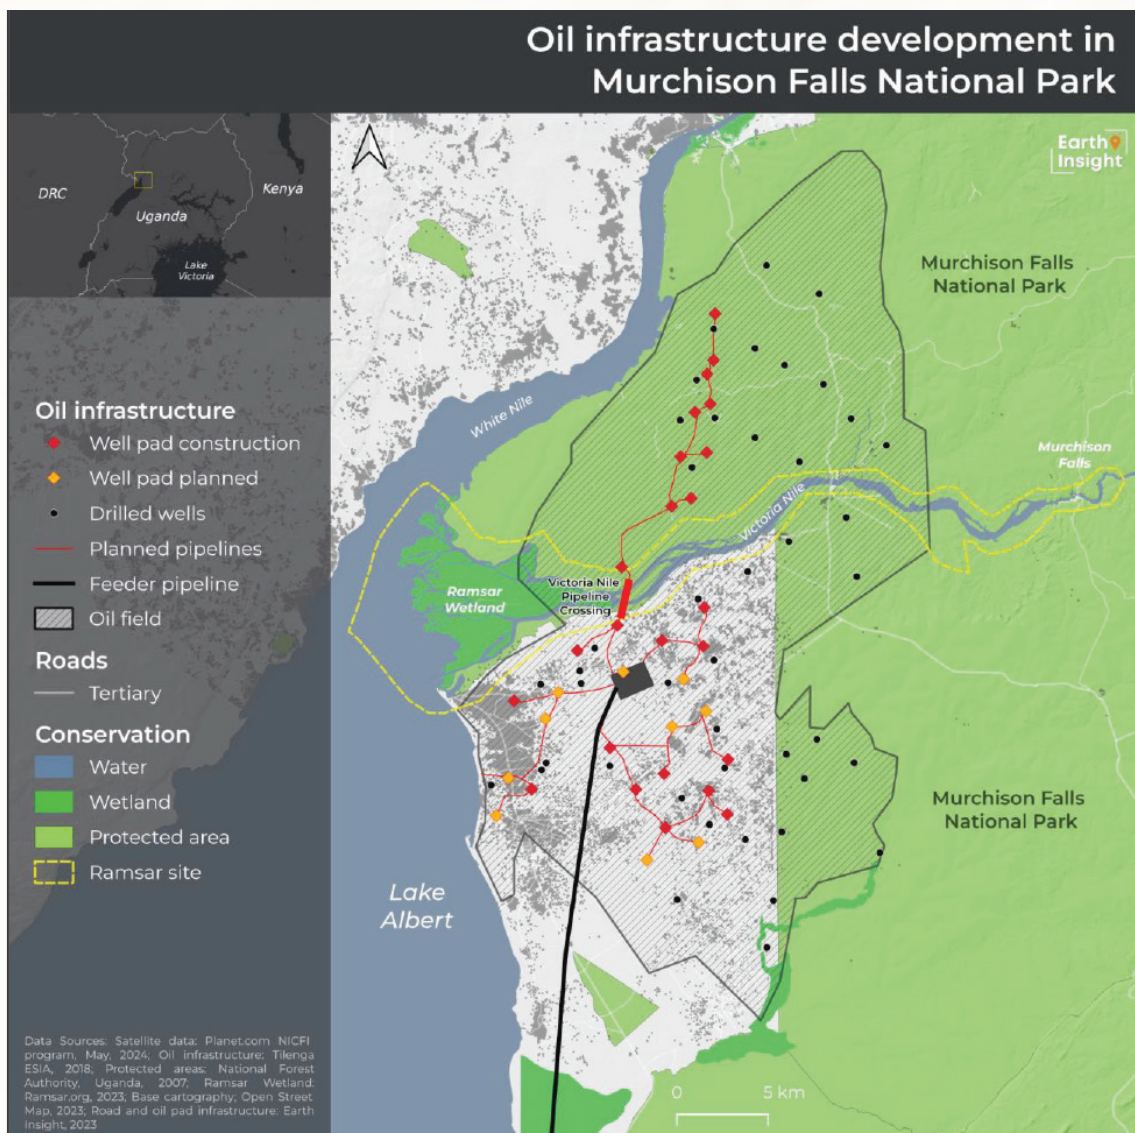 Oil infrastructure development in
Murchison Falls National Park
Earth
Insight
DRC
Uganda
Kenya
Lake
Victoria
Murchison Falls
National Park
White Nile
Murchison
Falls
Victoria Nile
Ramsar
Wetland
Victoria Nile
Pipeline
Crossing
Oil infrastructure
Well pad construction
Well pad planned
Drilled wells
Planned pipelines
Feeder pipeline
Oil field
Roads
Tertiary
Conservation
Water
Wetland
Protected area
Ramsar site
Murchison Falls
National Park
Lake
Albert
0 5 km
Data Sources: Satellite data: Planet.com NICFI
program, May, 2024; Oil infrastructure: Tilenga
ESIA, 2018; Protected areas: National Forest
Authority, Uganda, 2007; Ramsar Wetland:
Ramsar.org, 2023; Base cartography; Open Street
Map, 2023; Road and oil pad infrastructure: Earth
Insight, 2023